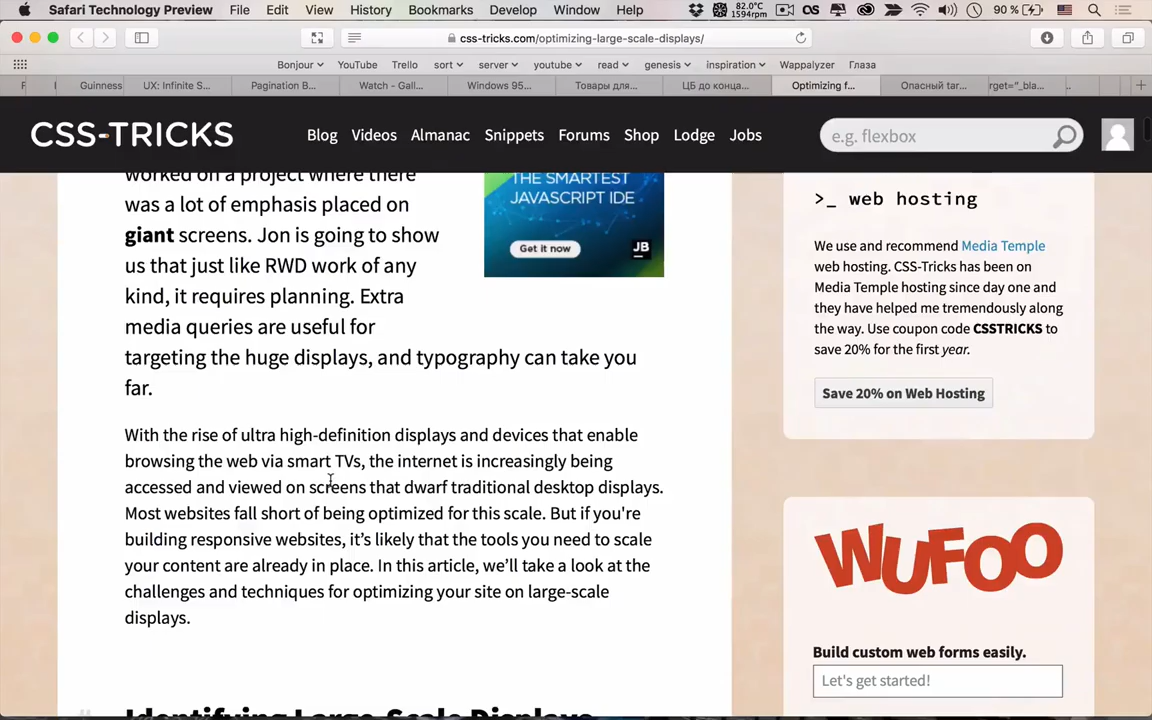 Safari Technology Preview File Edit View History Bookmarks Develop Window Help 82.0°C 1594rpm 90 %
css-tricks.com/optimizing-large-scale-displays/
Bonjour YouTube Trello sort server youtube read genesis inspiration Wappalyzer Глаза
Guinness UX: Infinite S... Pagination B... Watch - Gall... Windows 95... Товары для... ЦБ до конца... Optimizing f... Опасный tar... rget="_bla...
CSS-TRICKS Blog Videos Almanac Snippets Forums Shop Lodge Jobs e.g. flexbox
worked on a project where there
was a lot of emphasis placed on
giant screens. Jon is going to show
us that just like RWD work of any
kind, it requires planning. Extra
media queries are useful for
targeting the huge displays, and typography can take you
far.
THE SMARTEST
JAVASCRIPT IDE
Get it now JB
With the rise of ultra high-definition displays and devices that enable
browsing the web via smart TVs, the internet is increasingly being
accessed and viewed on screens that dwarf traditional desktop displays.
Most websites fall short of being optimized for this scale. But if you're
building responsive websites, it's likely that the tools you need to scale
your content are already in place. In this article, we'll take a look at the
challenges and techniques for optimizing your site on large-scale
displays.
# Identifying Large-Scale Displays
>_ web hosting
We use and recommend Media Temple
web hosting. CSS-Tricks has been on
Media Temple hosting since day one and
they have helped me tremendously along
the way. Use coupon code CSSTRICKS to
save 20% for the first year.
Save 20% on Web Hosting
WUFOO
Build custom web forms easily.
Let's get started!